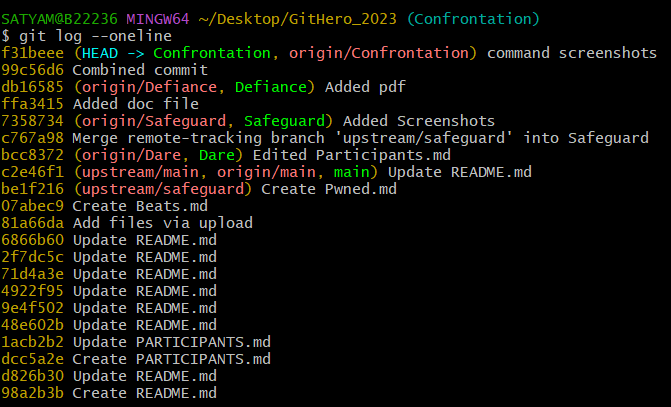 SATYAM@B22236 MINGW64 ~/Desktop/GitHero_2023 (Confrontation)
$ git log --oneline
f31beee (HEAD -> Confrontation, origin/Confrontation) command screenshots
99c56d6 Combined commit
db16585 (origin/Defiance, Defiance) Added pdf
ffa3415 Added doc file
7358734 (origin/Safeguard, Safeguard) Added Screenshots
c767a98 Merge remote-tracking branch 'upstream/safeguard' into Safeguard
bcc8372 (origin/Dare, Dare) Edited Participants.md
c2e46f1 (upstream/main, origin/main, main) Update README.md
be1f216 (upstream/safeguard) Create Pwned.md
07abec9 Create Beats.md
81a66da Add files via upload
6866b60 Update README.md
2f7dc5c Update README.md
71d4a3e Update README.md
4922f95 Update README.md
9e4f502 Update README.md
48e602b Update README.md
1acb2b2 Update PARTICIPANTS.md
dcc5a2e Create PARTICIPANTS.md
d826b30 Update README.md
98a2b3b Create README.md